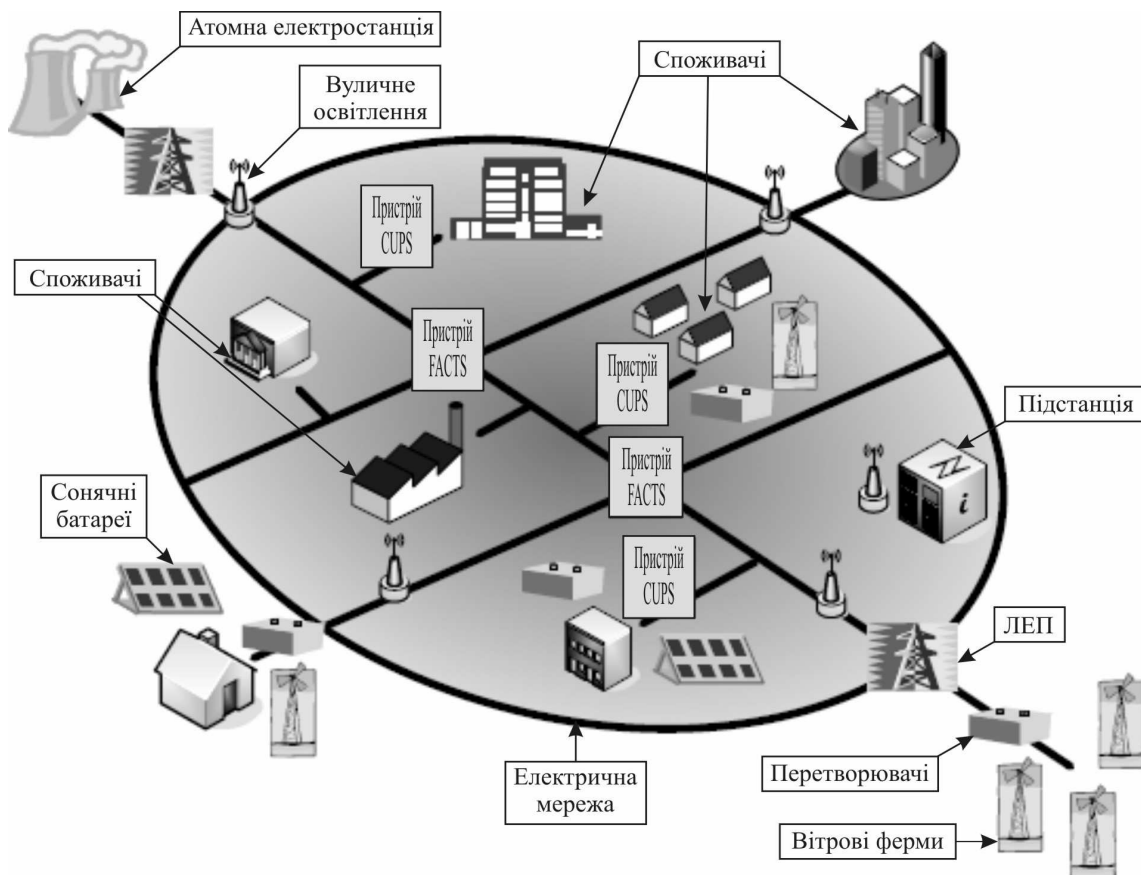 Атомна електростанція
Споживачі
Вуличне
освітлення
Пристрій
CUPS
Споживачі
Пристрій
FACTS
Пристрій
CUPS
Підстанція
Пристрій
FACTS
Сонячні
батареї
Пристрій
CUPS
i
ЛЕП
Електрична
мережа
Перетворювачі
Вітрові ферми